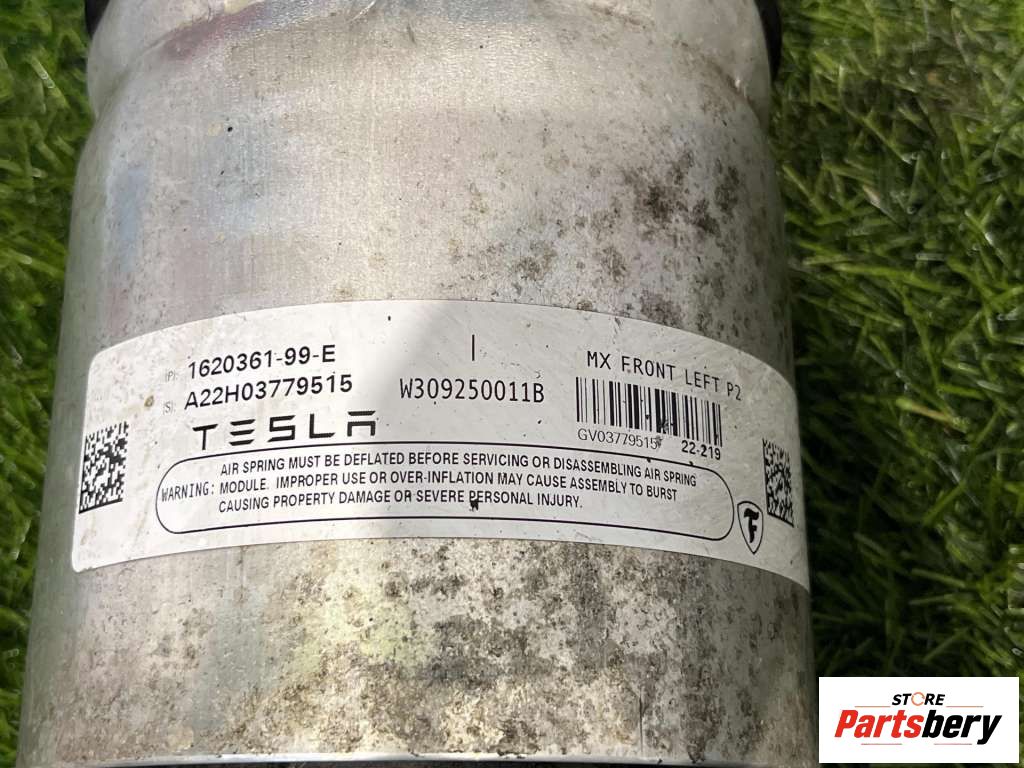 (P): 1620361-99-E
(S): A22H03779515
TESLA
|
W309250011B
MX FRONT LEFT P2
GV03779515
22-219
WARNING: AIR SPRING MUST BE DEFLATED BEFORE SERVICING OR DISASSEMBLING AIR SPRING
MODULE. IMPROPER USE OR OVER-INFLATION MAY CAUSE ASSEMBLY TO BURST
CAUSING PROPERTY DAMAGE OR SEVERE PERSONAL INJURY.
F
STORE
Partsbery